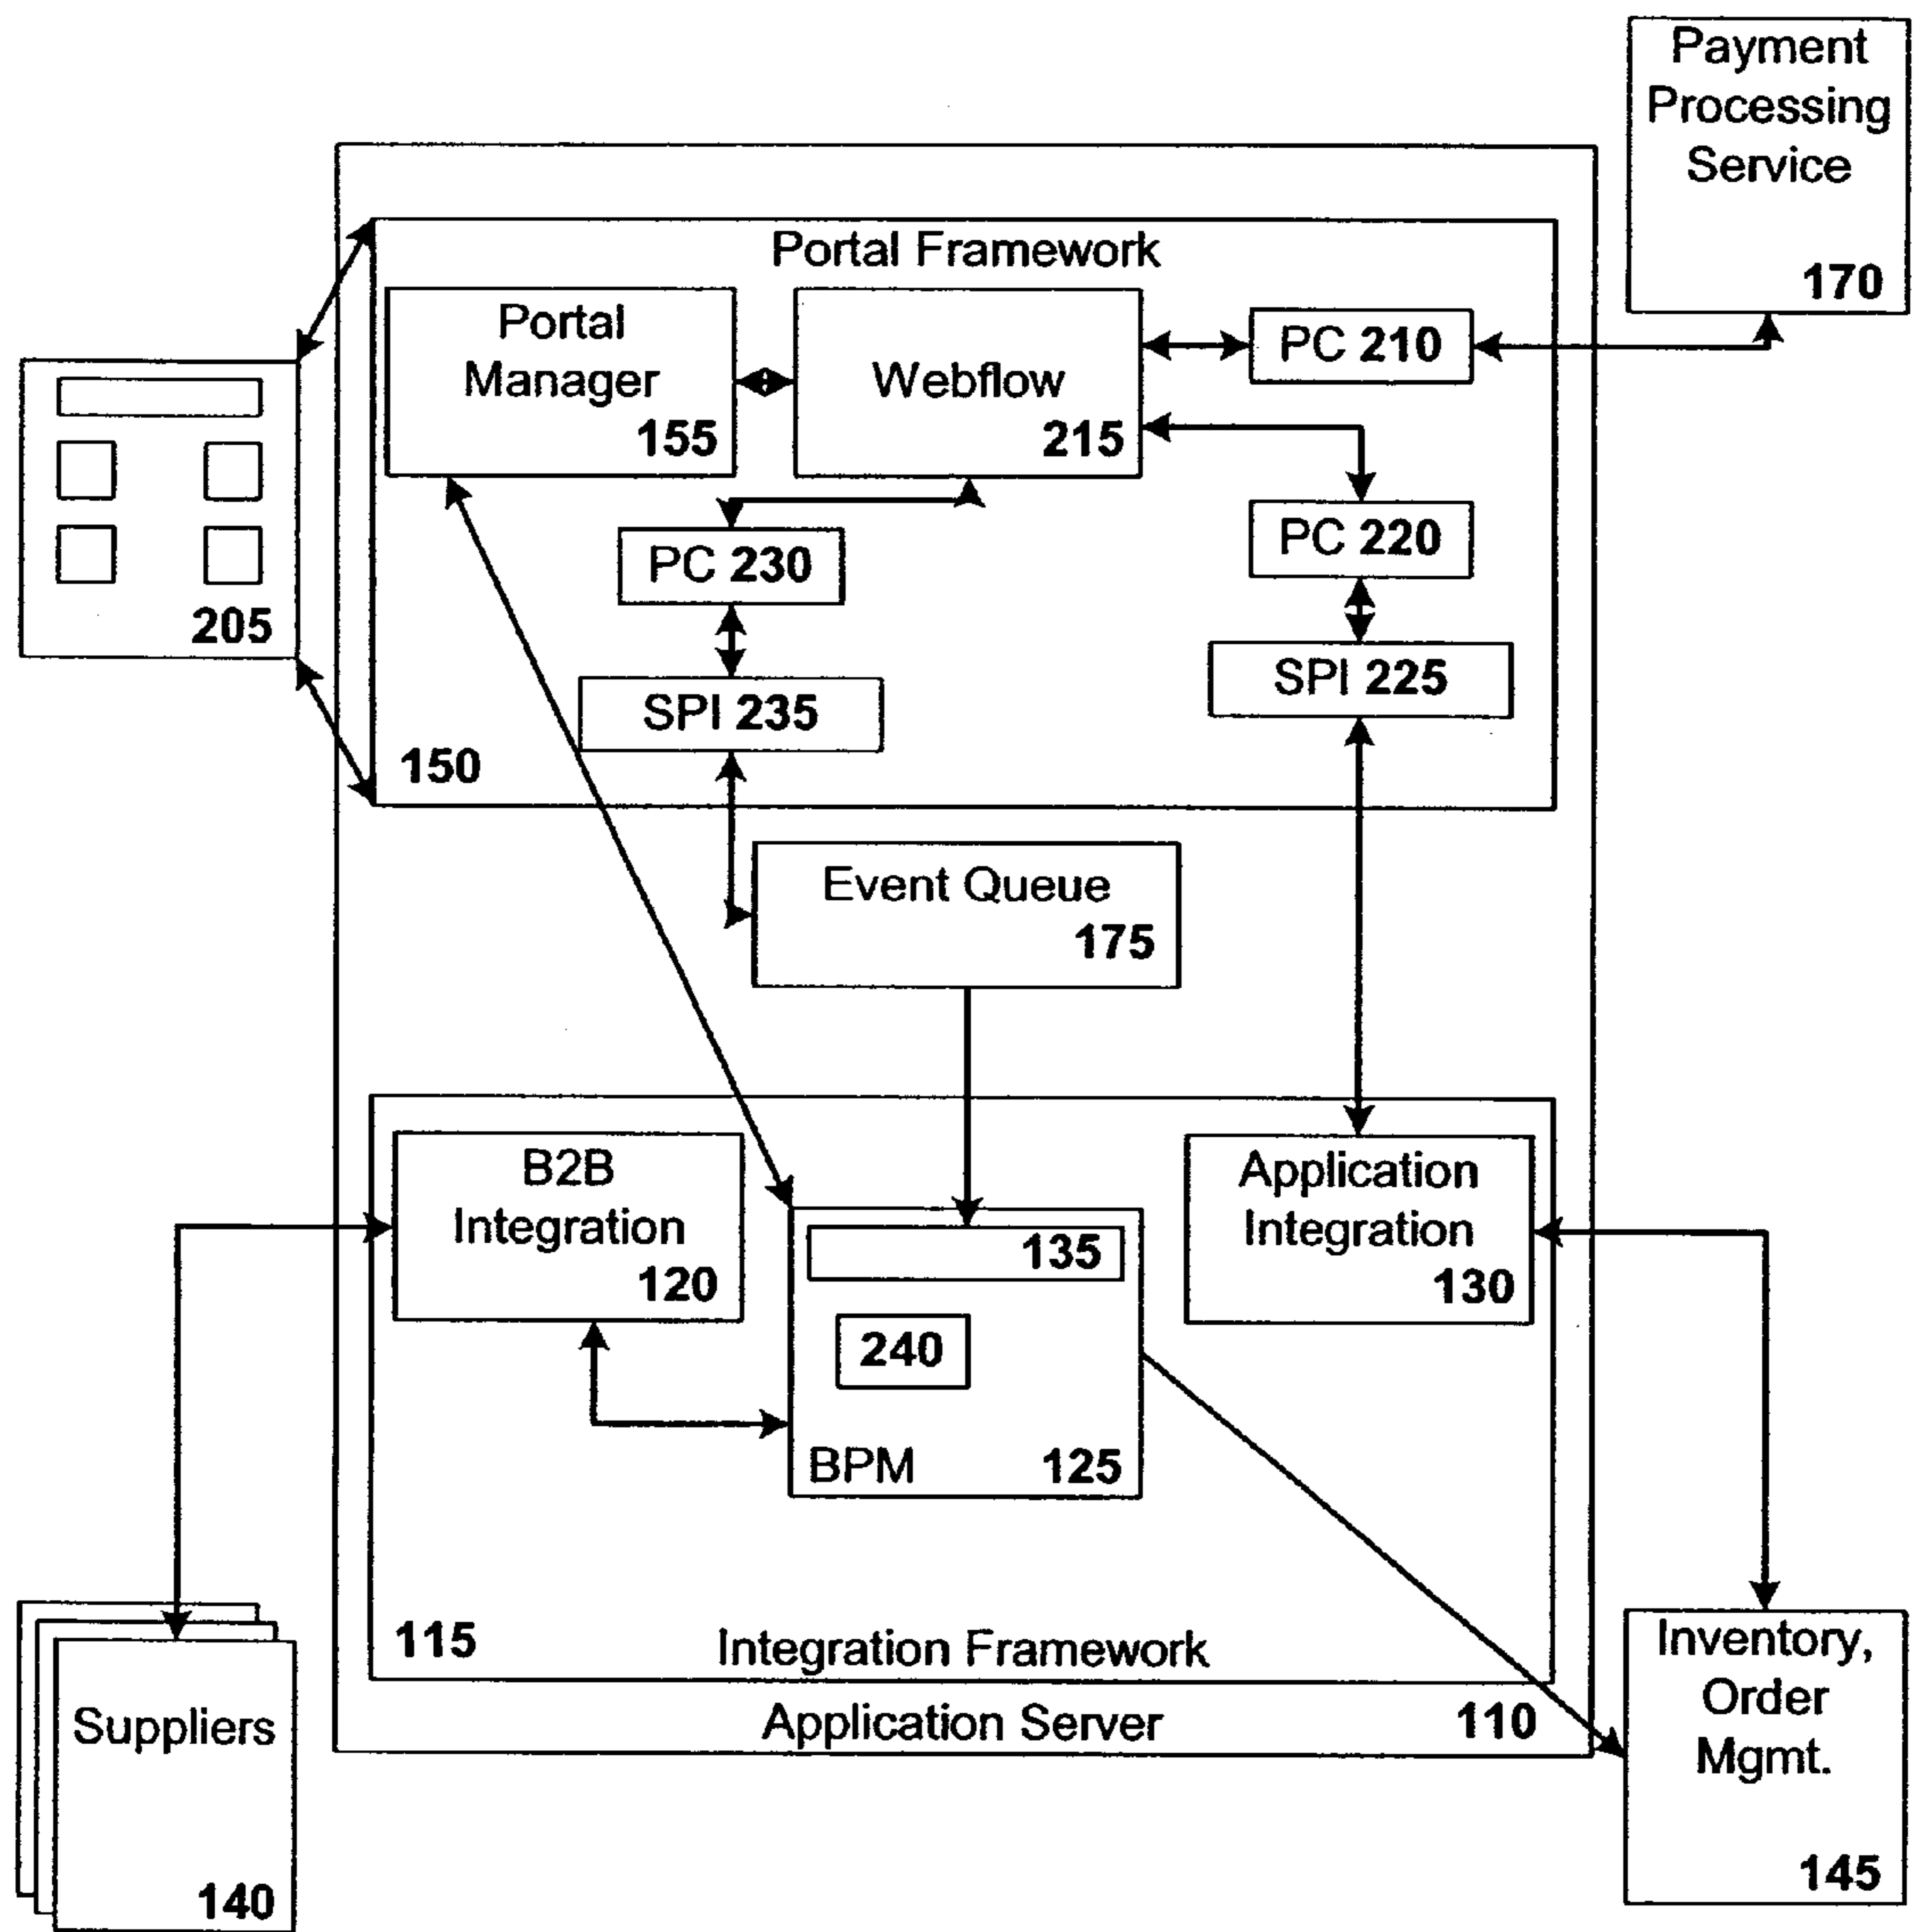 Payment
Processing
Service
170
Portal Framework
Portal
Manager
155
Webflow
215
PC 210
205
PC 230
PC 220
SPI 235
SPI 225
150
Event Queue
175
B2B
Integration
120
135
240
BPM 125
Application
Integration
130
115
Integration Framework
Application Server 110
Suppliers
140
Inventory,
Order
Mgmt.
145